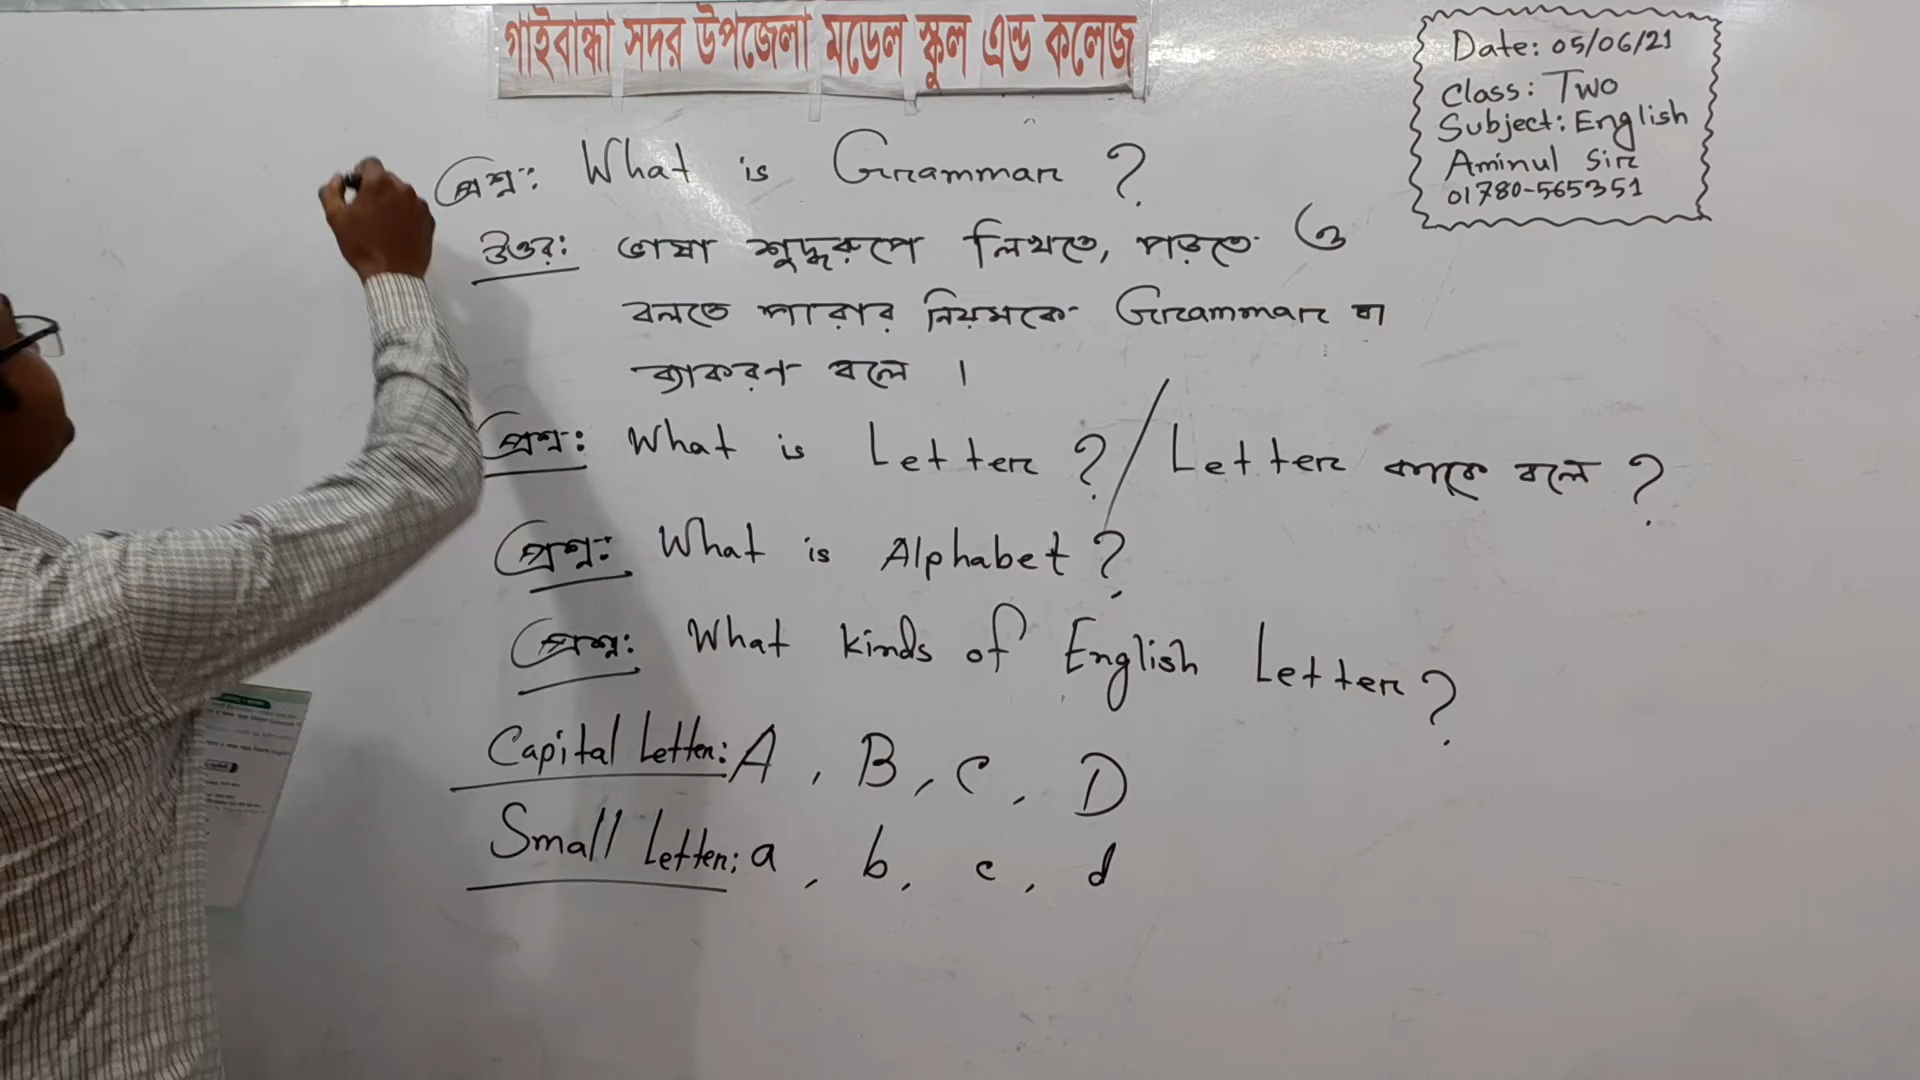 গাইবান্ধা সদর উপজেলা মডেল স্কুল এন্ড কলেজ
Date: 05/06/21
Class: Two
Subject: English
Aminul Sir
01780-565351
প্রশ্ন: What is Grammar ?
উত্তর: ভাষা শুদ্ধরুপে লিখতে, পড়তে ও
বলতে পারার নিয়মকে Grammar বা
ব্যাকরণ বলে ।
প্রশ্ন: What is Letter ? / Letter কাকে বলে ?
প্রশ্ন: What is Alphabet ?
প্রশ্ন: What kinds of English Letter ?
Capital Letter: A , B , C , D
Small Letter: a , b , c , d